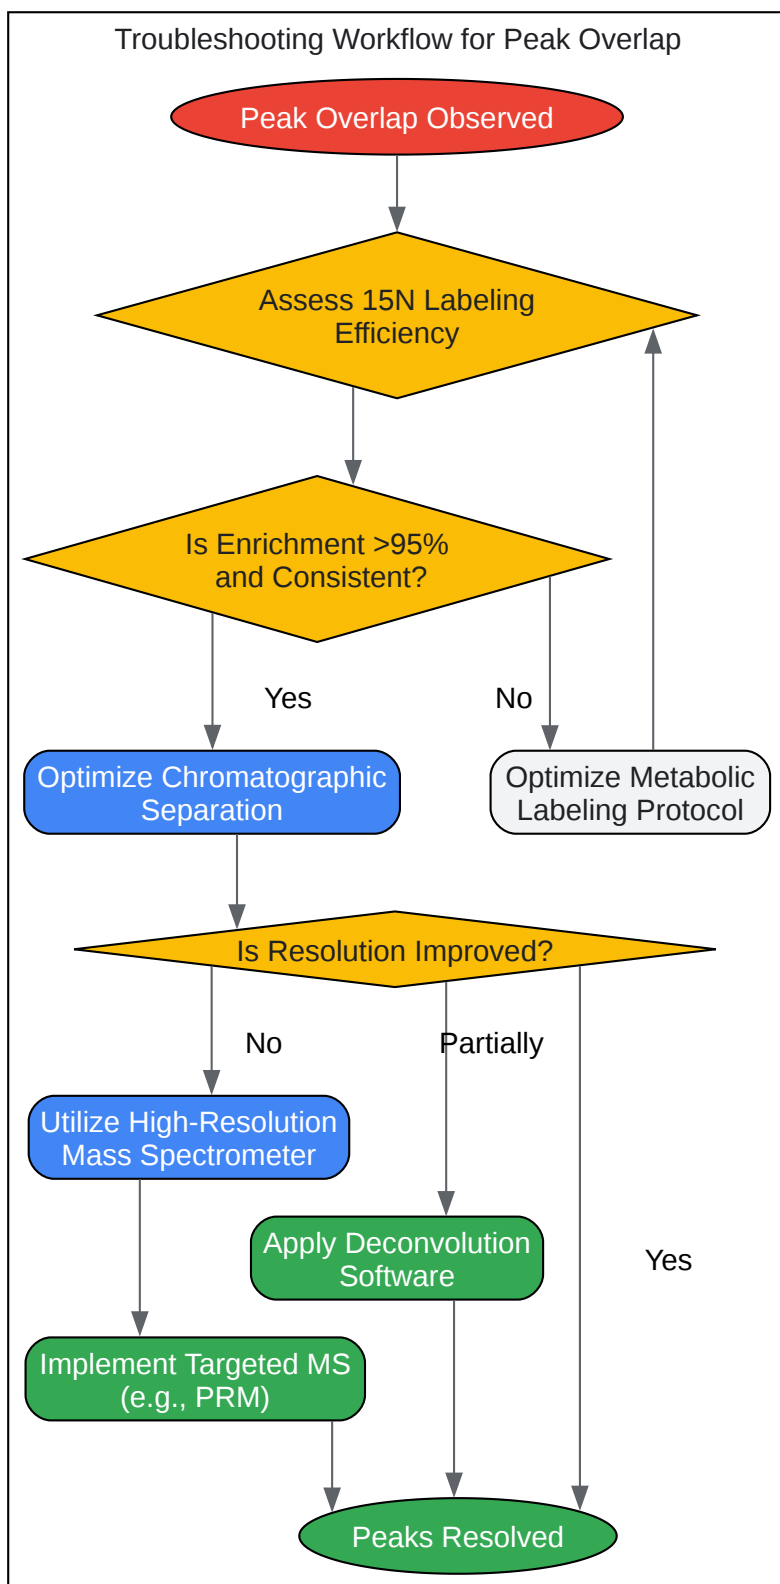 Troubleshooting Workflow for Peak Overlap
Peak Overlap Observed
Assess 15N Labeling
Efficiency
Is Enrichment >95%
and Consistent?
Yes
No
Optimize Chromatographic
Separation
Optimize Metabolic
Labeling Protocol
Is Resolution Improved?
No
Partially
Utilize High-Resolution
Mass Spectrometer
Apply Deconvolution
Software
Yes
Implement Targeted MS
(e.g., PRM)
Peaks Resolved